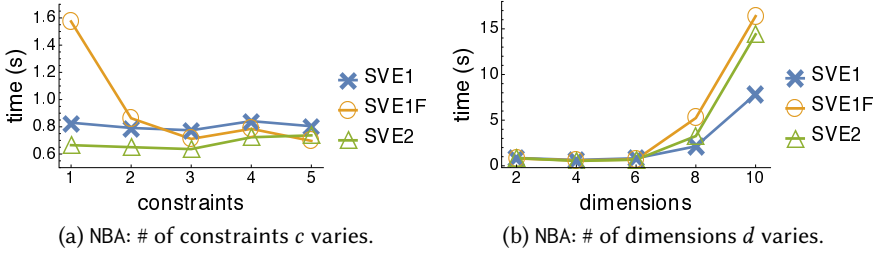 time (s)
1.6
1.4
1.2
1.0
0.8
0.6
1 2 3 4 5
constraints
SVE1
SVE1F
SVE2
(a) NBA: # of constraints c varies.
time (s)
15
10
5
0
2 4 6 8 10
dimensions
SVE1
SVE1F
SVE2
(b) NBA: # of dimensions d varies.